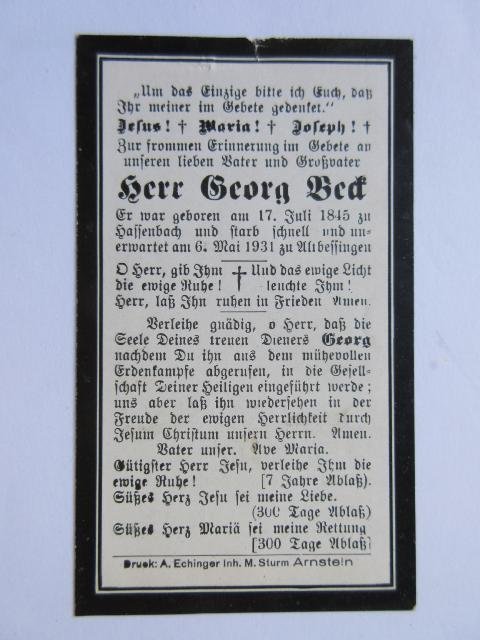 „Um das Einzige bitte ich Euch, daß
Ihr meiner im Gebete gedenket."
Jesus! † Maria! † Joseph! †
Zur frommen Erinnerung im Gebete an
unseren lieben Vater und Großvater
Herr Georg Beck
Er war geboren am 17. Juli 1845 zu
Hassenbach und starb schnell und un-
erwartet am 6. Mai 1931 zu Altbessingen
O Herr, gib Ihm † Und das ewige Licht
die ewige Ruhe! leuchte Ihm!
Herr, laß Ihn ruhen in Frieden Amen.
Verleihe gnädig, o Herr, daß die
Seele Deines treuen Dieners Georg
nachdem Du ihn aus dem mühevollen
Erdenkampfe abgerufen, in die Gesell-
schaft Deiner Heiligen eingeführt werde;
uns aber laß ihn wiedersehen in der
Freude der ewigen Herrlichkeit durch
Jesum Christum unsern Herrn. Amen.
Vater unser. Ave Maria.
Gütigster Herr Jesu, verleihe Ihm die
ewige Ruhe! [7 Jahre Ablaß).
Süßes Herz Jesu sei meine Liebe.
(300 Tage Ablaß)
Süßes Herz Mariä sei meine Rettung
[300 Tage Ablaß]
Druck: A. Echinger Inh. M. Sturm Arnstein